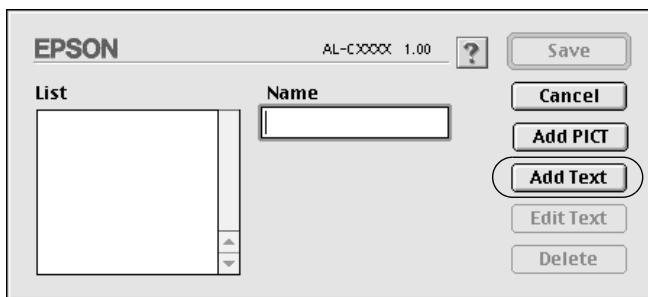 EPSON
AL-CXXXX 1.00
?
Save
List
Name
Cancel
Add PICT
Add Text
Edit Text
Delete